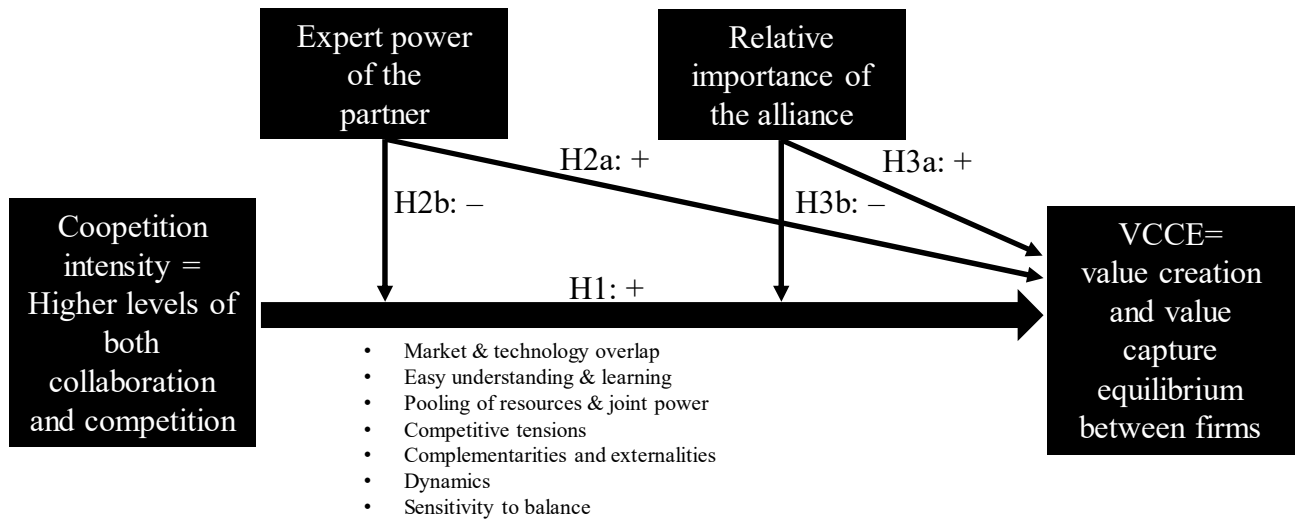 Expert power
of the
partner
Relative
importance of
the alliance
H2a: +
H3a: +
H2b: –
H3b: –
Coopetition
intensity =
Higher levels of
both
collaboration
and competition
H1: +
VCCE=
value creation
and value
capture
equilibrium
between firms
• Market & technology overlap
• Easy understanding & learning
• Pooling of resources & joint power
• Competitive tensions
• Complementarities and externalities
• Dynamics
• Sensitivity to balance